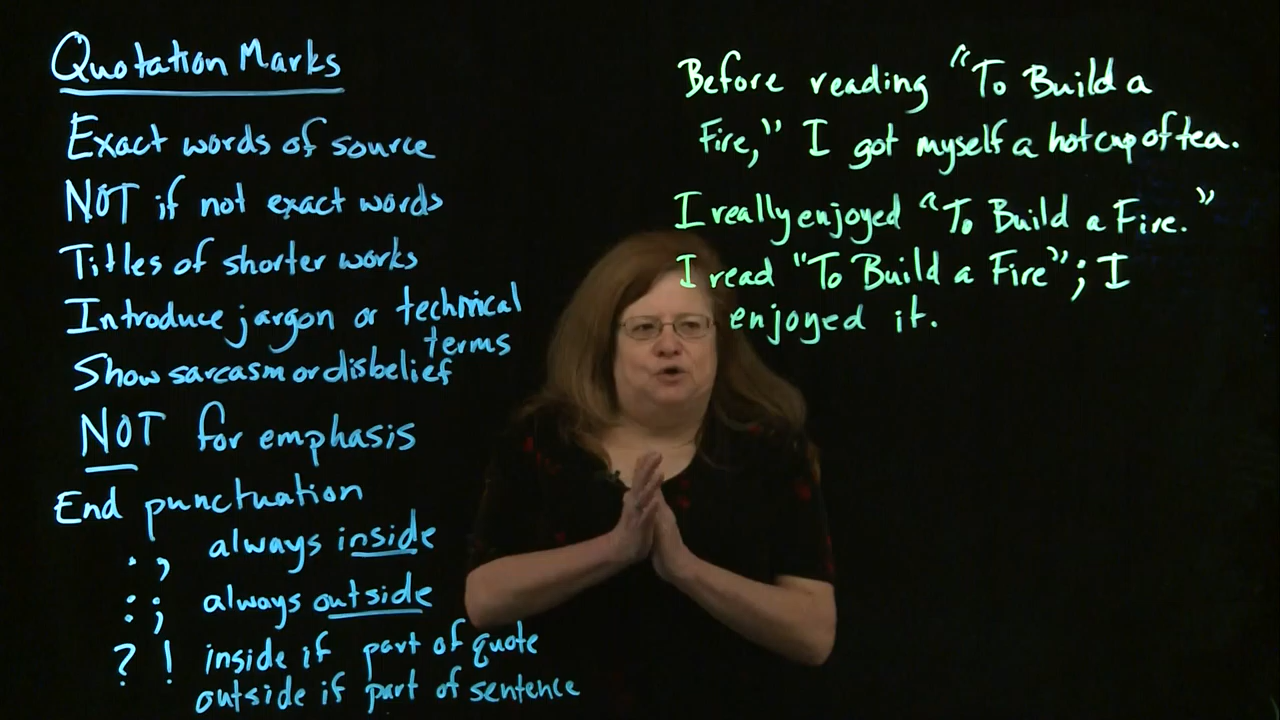 Quotation Marks
Exact words of source
NOT if not exact words
Titles of shorter works
Introduce jargon or technical
terms
Show sarcasm or disbelief
NOT for emphasis
End punctuation
. , always inside
: ; always outside
? ! inside if part of quote
outside if part of sentence
Before reading “To Build a
Fire,” I got myself a hot cup of tea.
I really enjoyed “To Build a Fire.”
I read “To Build a Fire”; I
enjoyed it.